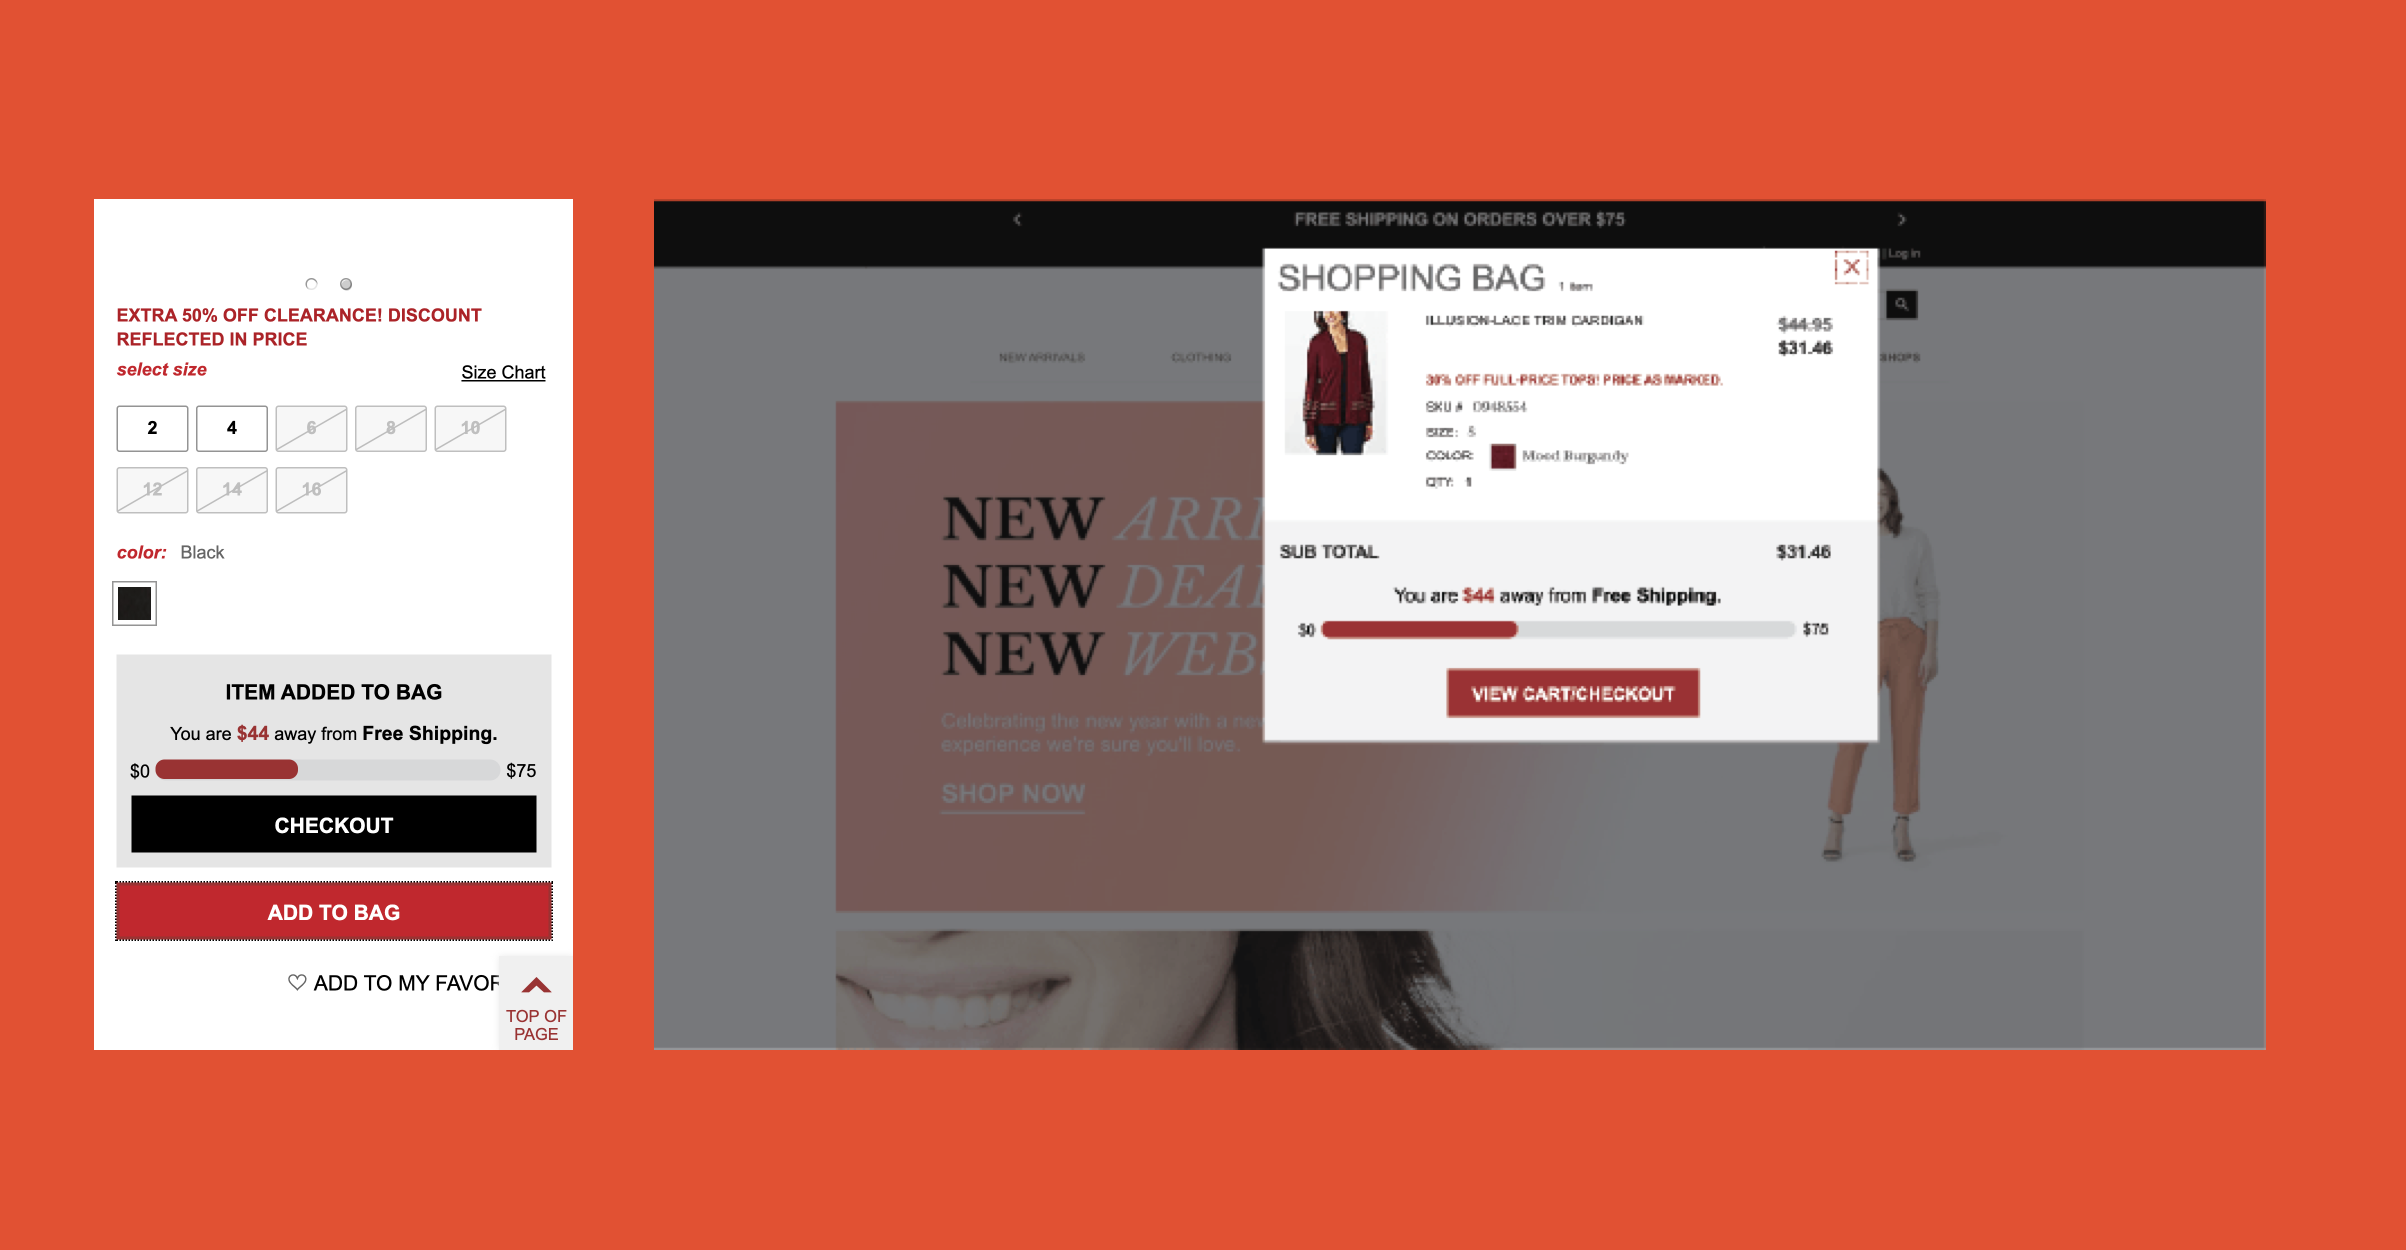 EXTRA 50% OFF CLEARANCE! DISCOUNT
REFLECTED IN PRICE
select size
Size Chart
2 4 6 8 10
12 14 16
color: Black
ITEM ADDED TO BAG
You are $44 away from Free Shipping.
$0 $75
CHECKOUT
ADD TO BAG
ADD TO MY FAVOR
TOP OF
PAGE
FREE SHIPPING ON ORDERS OVER $75
| Log In
NEW ARRIVALS
CLOTHING
SHOPS
NEW ARRI
NEW DEAL
NEW WEBS
Celebrating the new year with a new
experience we're sure you'll love.
SHOP NOW
SHOPPING BAG 1 item
ILLUSION-LACE TRIM CARDIGAN
$44.95
$31.46
30% OFF FULL-PRICE TOPS! PRICE AS MARKED.
SKU # 0948554
SIZE: S
COLOR: Mood Burgundy
QTY: 1
SUB TOTAL $31.46
You are $44 away from Free Shipping.
$0 $75
VIEW CART/CHECKOUT